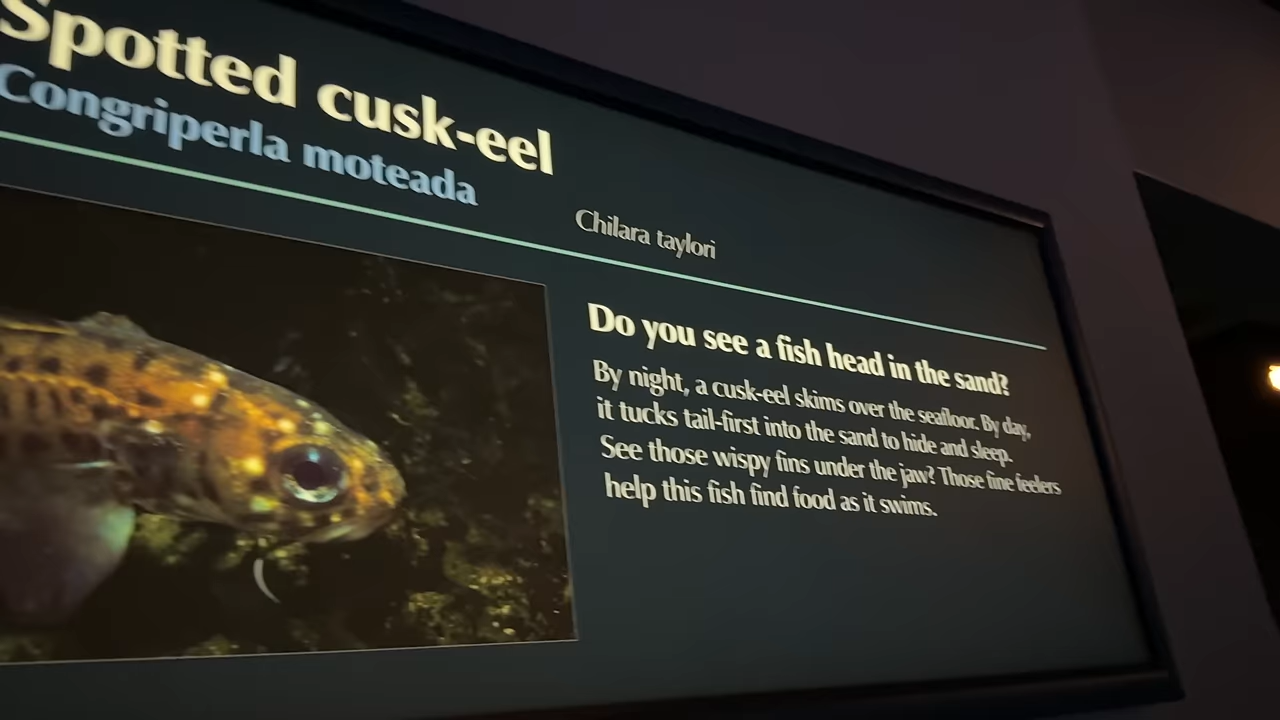 Spotted cusk-eel
Congriperla moteada
Chilara taylori
Do you see a fish head in the sand?
By night, a cusk-eel skims over the seafloor. By day,
it tucks tail-first into the sand to hide and sleep.
See those wispy fins under the jaw? Those fine feelers
help this fish find food as it swims.